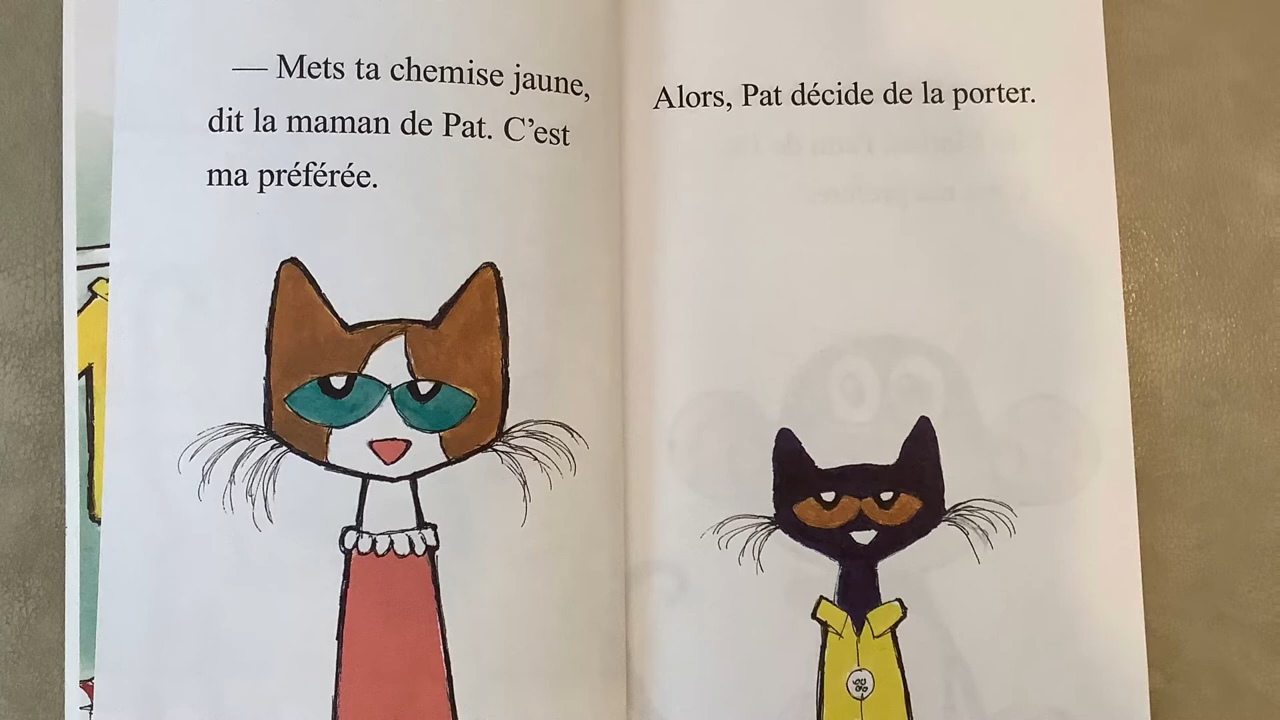 — Mets ta chemise jaune,
dit la maman de Pat. C’est
ma préférée.
Alors, Pat décide de la porter.